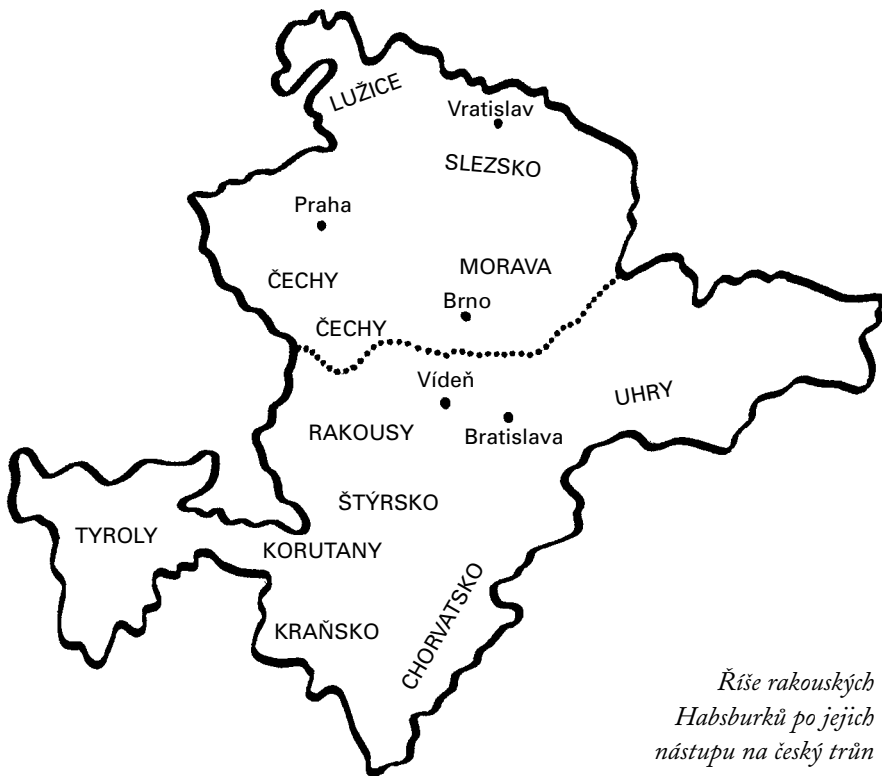 LUŽICE
Vratislav
SLEZSKO
Praha
MORAVA
ČECHY
Brno
ČECHY
Vídeň
UHRY
RAKOUSY
Bratislava
ŠTÝRSKO
TYROLY
KORUTANY
CHORVATSKO
KRAŇSKO
Říše rakouských
Habsburků po jejich
nástupu na český trůn